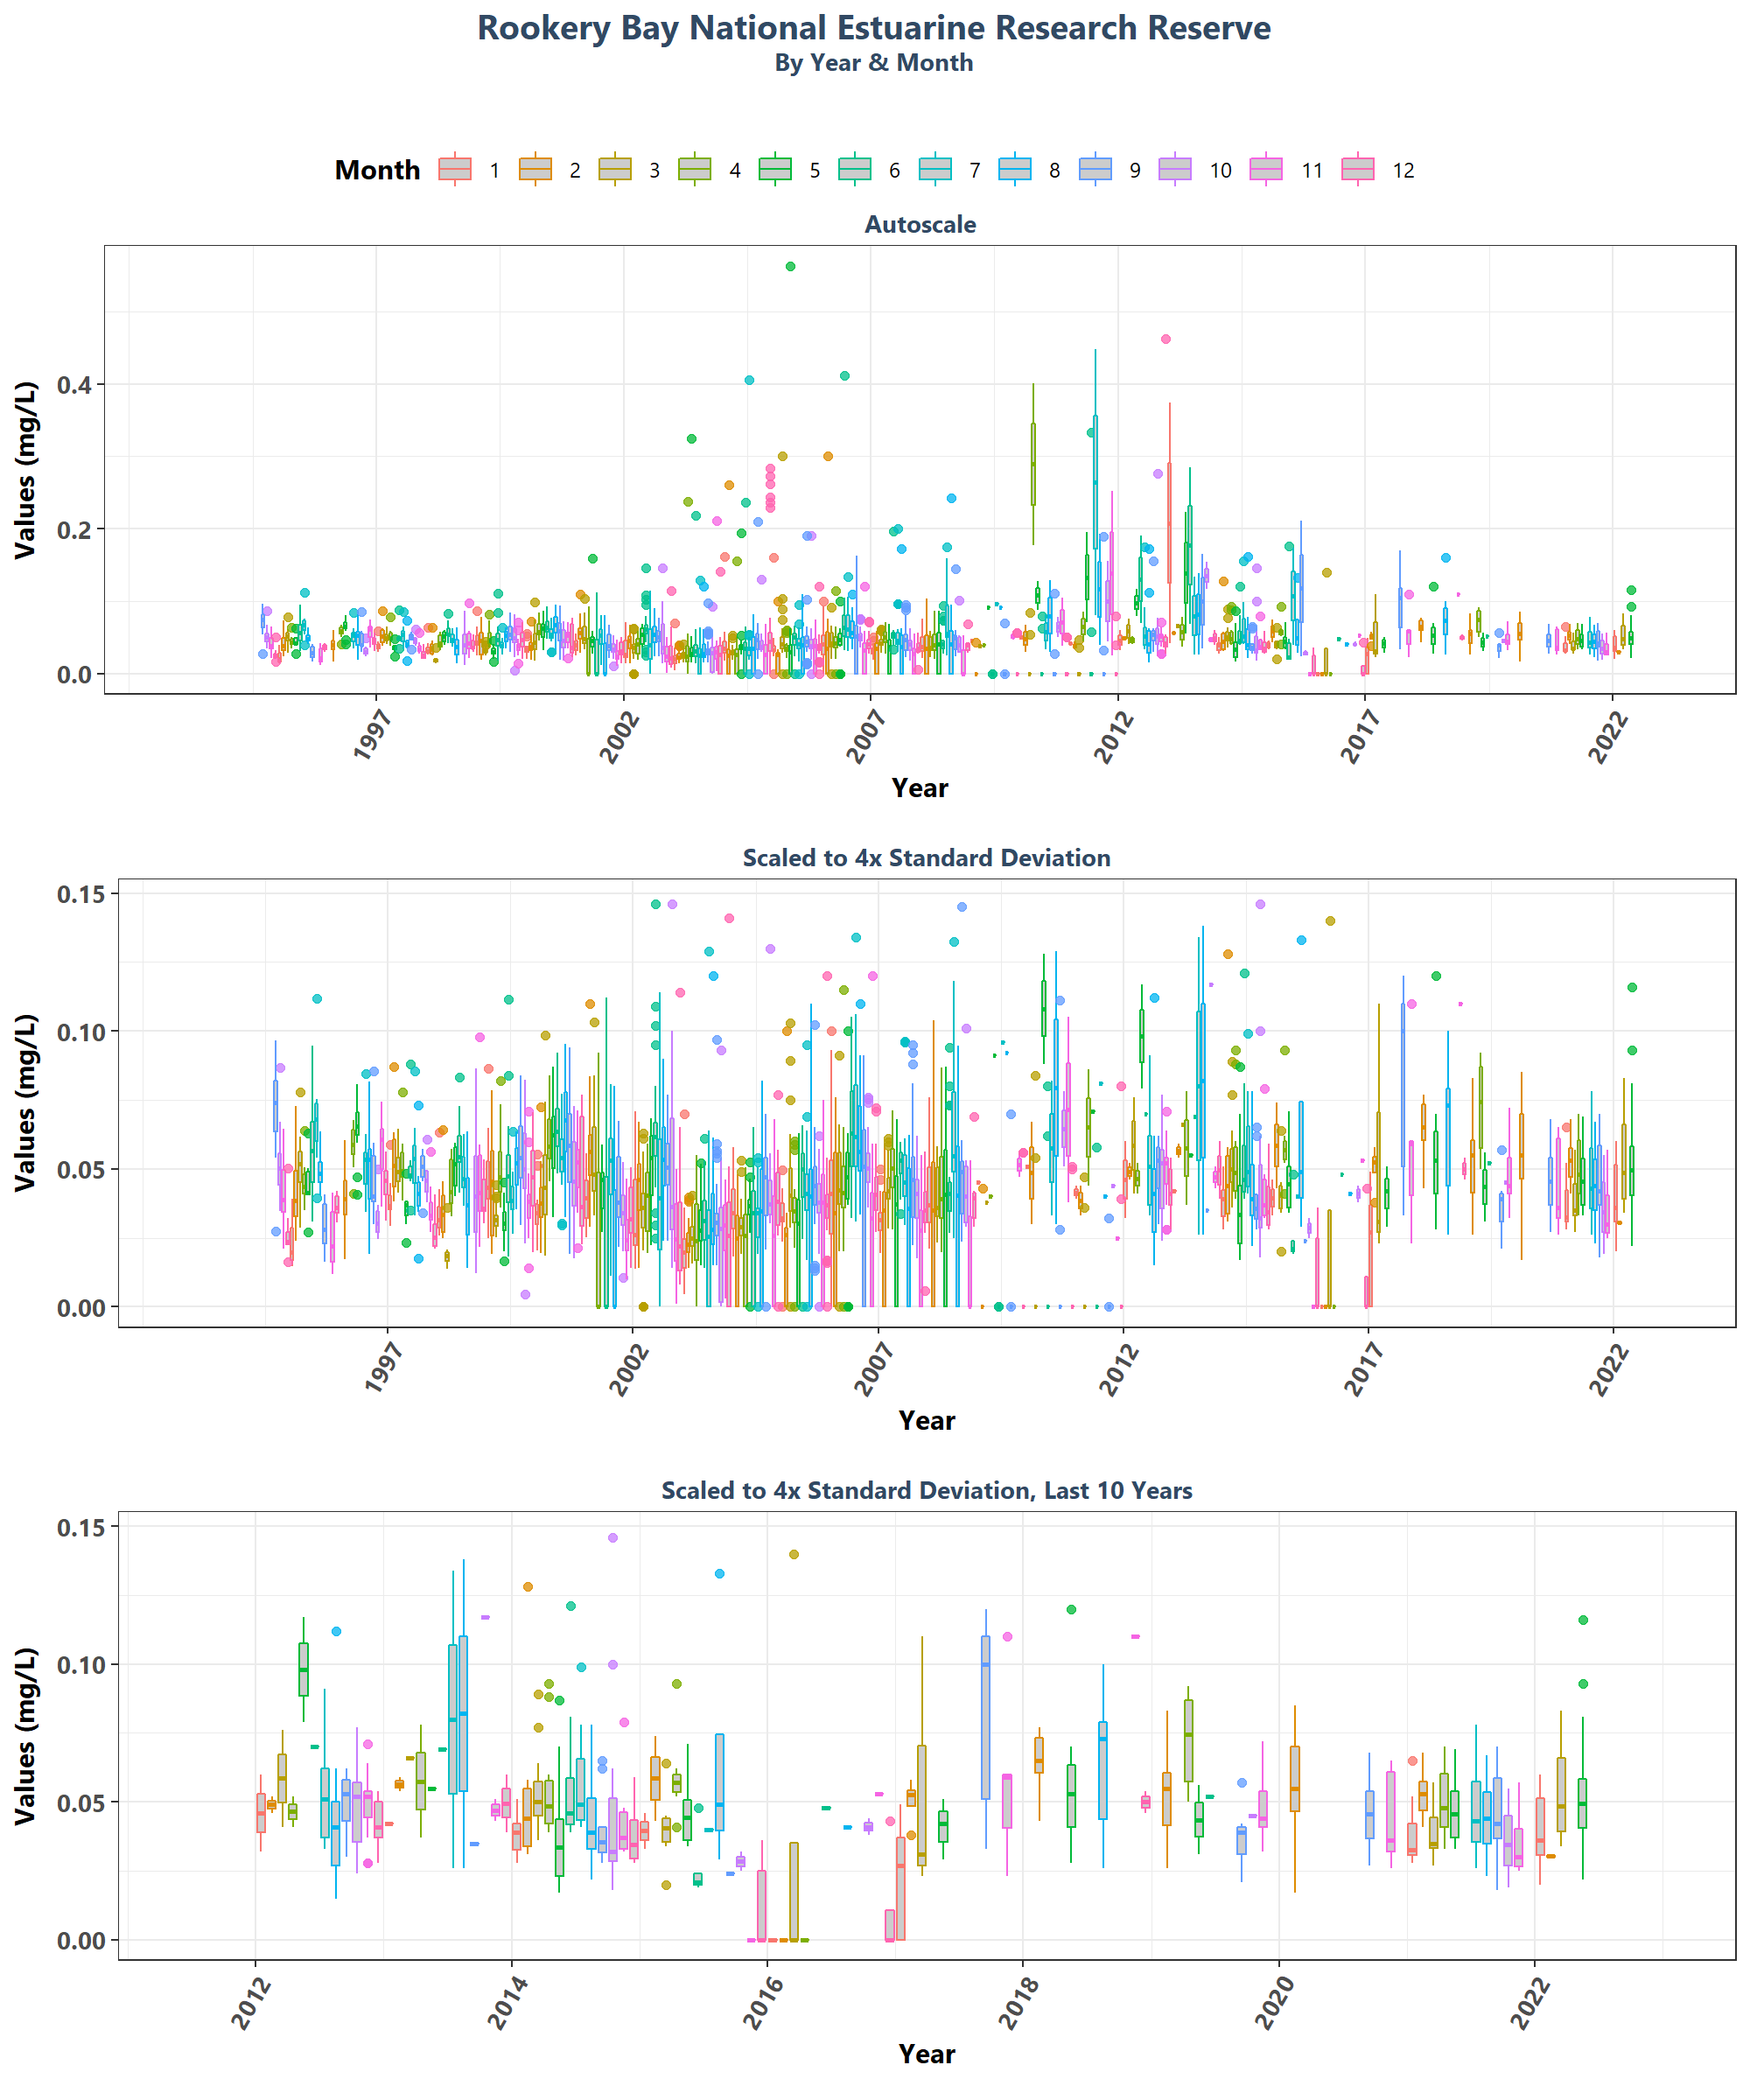 Rookery Bay National Estuarine Research Reserve
By Year & Month
Month 1 2 3 4 5 6 7 8 9 10 11 12
Autoscale
Values (mg/L)
0.4
0.2
0.0
1997 2002 2007 2012 2017 2022
Year
Scaled to 4x Standard Deviation
Values (mg/L)
0.15
0.10
0.05
0.00
1997 2002 2007 2012 2017 2022
Year
Scaled to 4x Standard Deviation, Last 10 Years
Values (mg/L)
0.15
0.10
0.05
0.00
2012 2014 2016 2018 2020 2022
Year